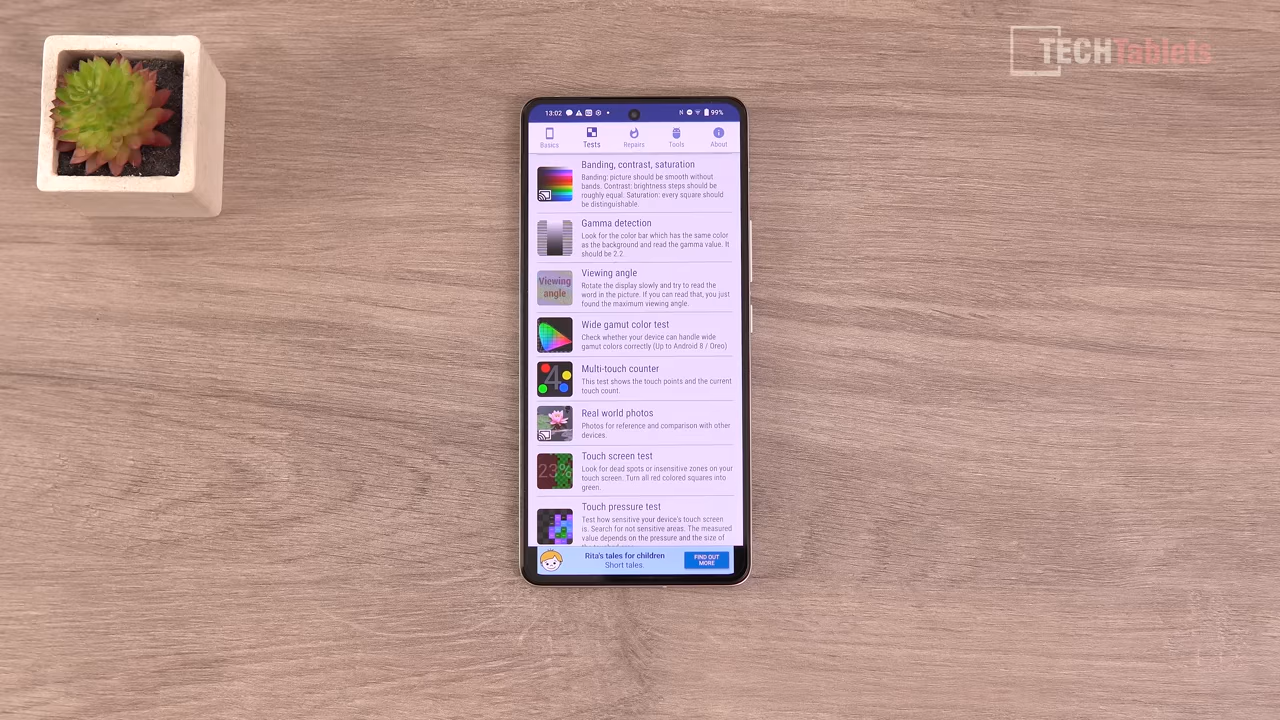 TECHTablets
13:02
99%
Basics
Tests
Repairs
Tools
About
Banding, contrast, saturation
Banding: picture should be smooth without
bands. Contrast: brightness steps should be
roughly equal. Saturation: every square should
be distinguishable.
Gamma detection
Look for the color bar which has the same color
as the background and read the gamma value. It
should be 2.2.
Viewing
angle
Viewing angle
Rotate the display slowly and try to read the
word in the picture. If you can read that, you just
found the maximum viewing angle.
Wide gamut color test
Check whether your device can handle wide
gamut colors correctly (Up to Android 8 / Oreo)
4
Multi-touch counter
This test shows the touch points and the current
touch count.
Real world photos
Photos for reference and comparison with other
devices.
23%
Touch screen test
Look for dead spots or insensitive zones on your
touch screen. Turn all red colored squares into
green.
Touch pressure test
Test how sensitive your device's touch screen
is. Search for not sensitive areas. The measured
value depends on the pressure and the size of
Rita's tales for children
Short tales.
FIND OUT
MORE